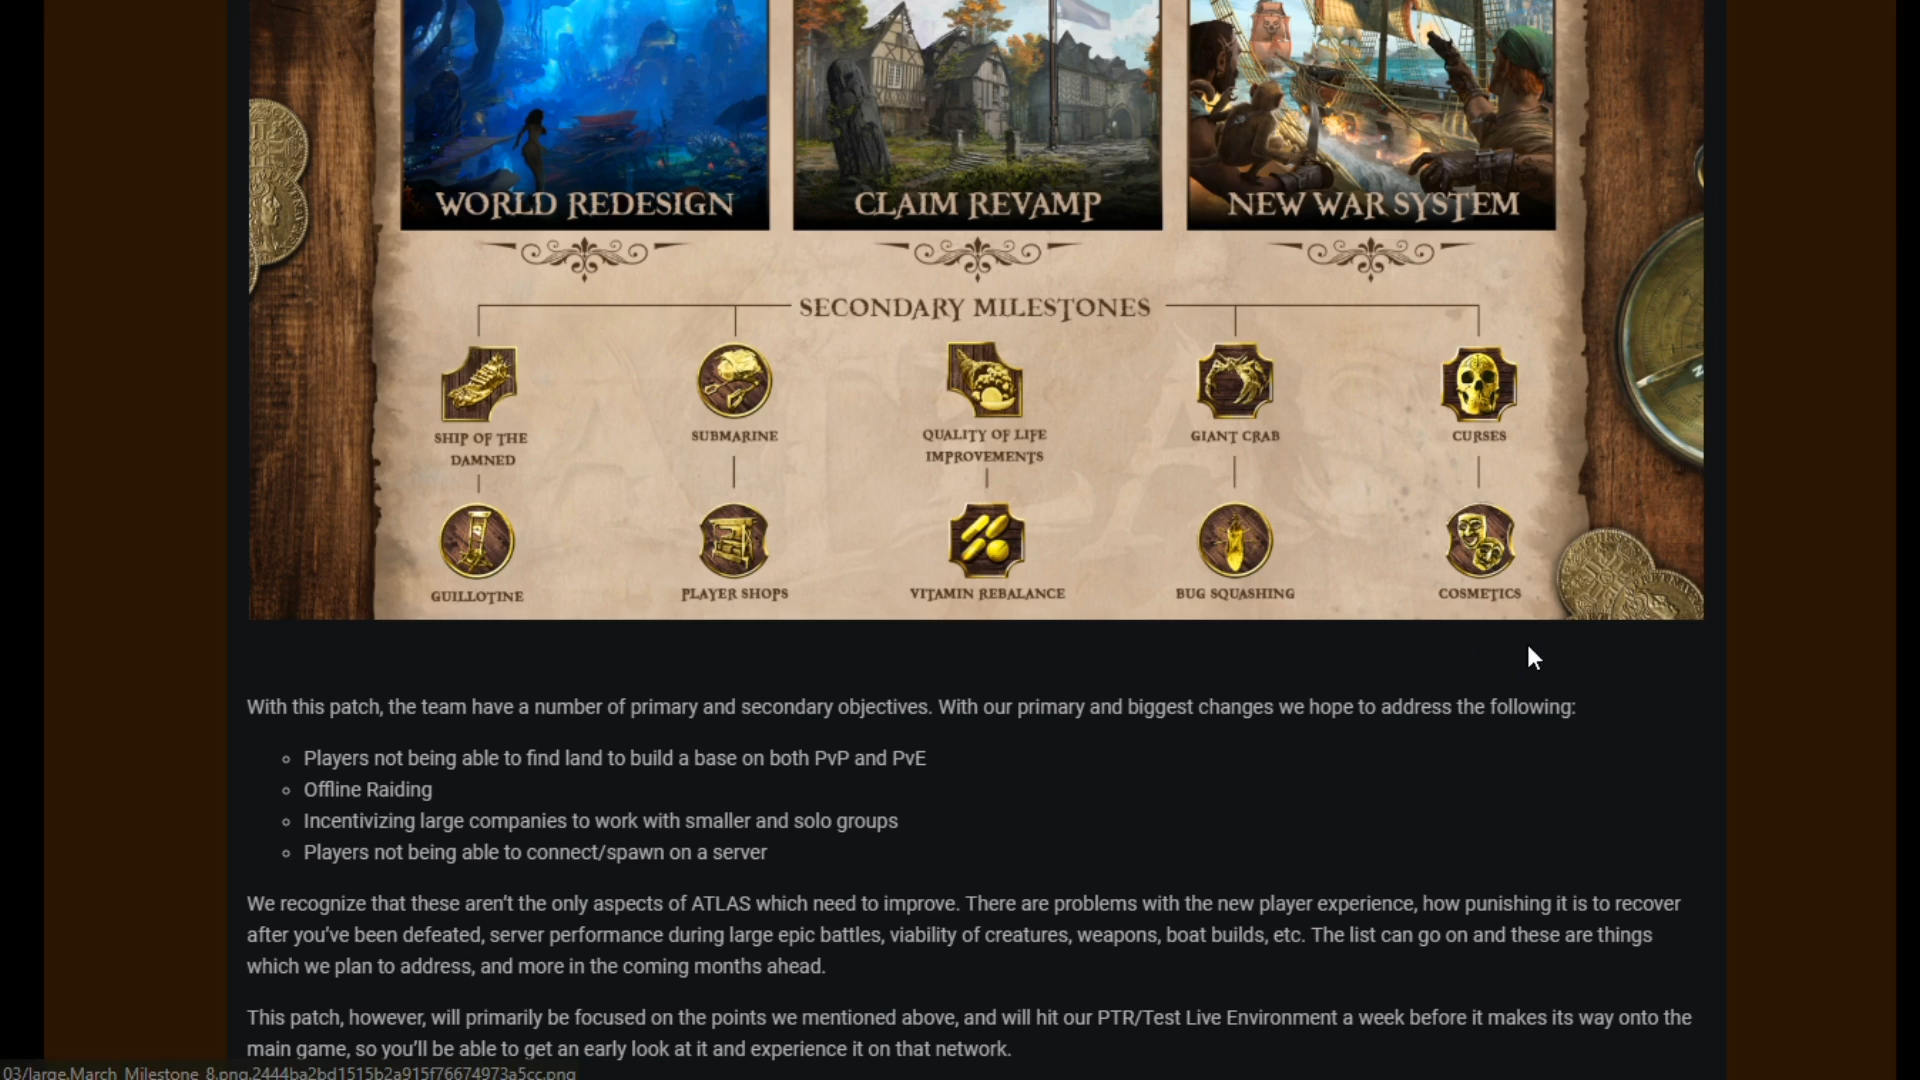 WORLD REDESIGN
CLAIM REVAMP
NEW WAR SYSTEM
SECONDARY MILESTONES
SHIP OF THE
DAMNED
SUBMARINE
QUALITY OF LIFE
IMPROVEMENTS
GIANT CRAB
CURSES
GUILLOTINE
PLAYER SHOPS
VITAMIN REBALANCE
BUG SQUASHING
COSMETICS
With this patch, the team have a number of primary and secondary objectives. With our primary and biggest changes we hope to address the following:
Players not being able to find land to build a base on both PvP and PvE
Offline Raiding
Incentivizing large companies to work with smaller and solo groups
Players not being able to connect/spawn on a server
We recognize that these aren’t the only aspects of ATLAS which need to improve. There are problems with the new player experience, how punishing it is to recover
after you’ve been defeated, server performance during large epic battles, viability of creatures, weapons, boat builds, etc. The list can go on and these are things
which we plan to address, and more in the coming months ahead.
This patch, however, will primarily be focused on the points we mentioned above, and will hit our PTR/Test Live Environment a week before it makes its way onto the
main game, so you’ll be able to get an early look at it and experience it on that network.
03/large.March_Milestone_8.png.2444ba2bd1515b2a915f76674973a5cc.png